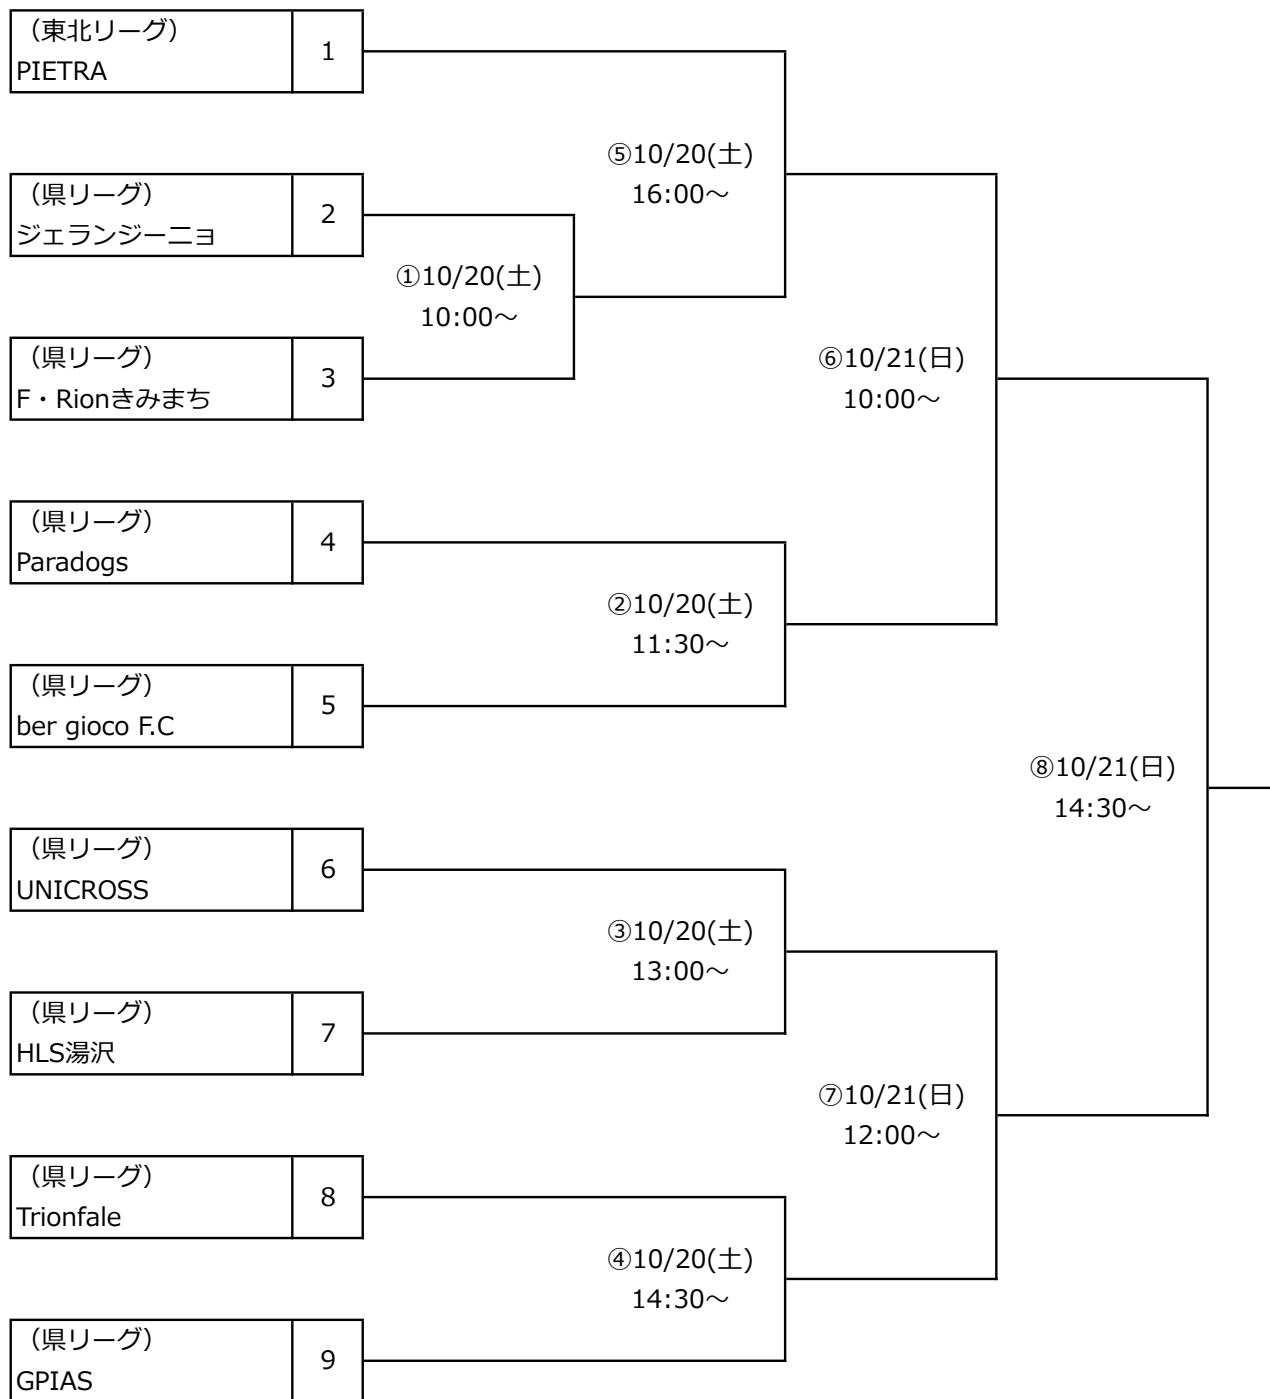 （東北リーグ）
PIETRA
1
⑤10/20(土)
16:00～
（県リーグ）
ジェランジーニョ
2
①10/20(土)
10:00～
（県リーグ）
F・Rionきみまち
3
⑥10/21(日)
10:00～
（県リーグ）
Paradogs
4
②10/20(土)
11:30～
（県リーグ）
ber gioco F.C
5
⑧10/21(日)
14:30～
（県リーグ）
UNICROSS
6
③10/20(土)
13:00～
（県リーグ）
HLS湯沢
7
⑦10/21(日)
12:00～
（県リーグ）
Trionfale
8
④10/20(土)
14:30～
（県リーグ）
GPIAS
9